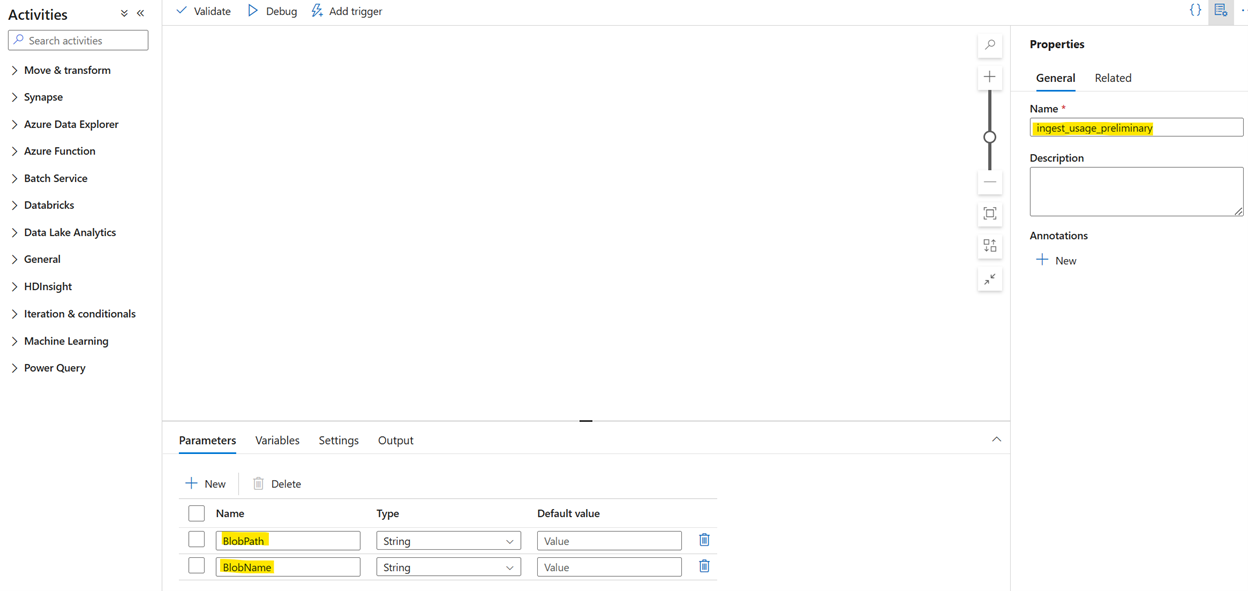 Activities
Search activities
Move & transform
Synapse
Azure Data Explorer
Azure Function
Batch Service
Databricks
Data Lake Analytics
General
HDInsight
Iteration & conditionals
Machine Learning
Power Query
Validate Debug Add trigger
Parameters Variables Settings Output
New Delete
Name Type Default value
BlobPath String Value
BlobName String Value
Properties
General Related
Name *
ingest_usage_preliminary
Description
Annotations
New